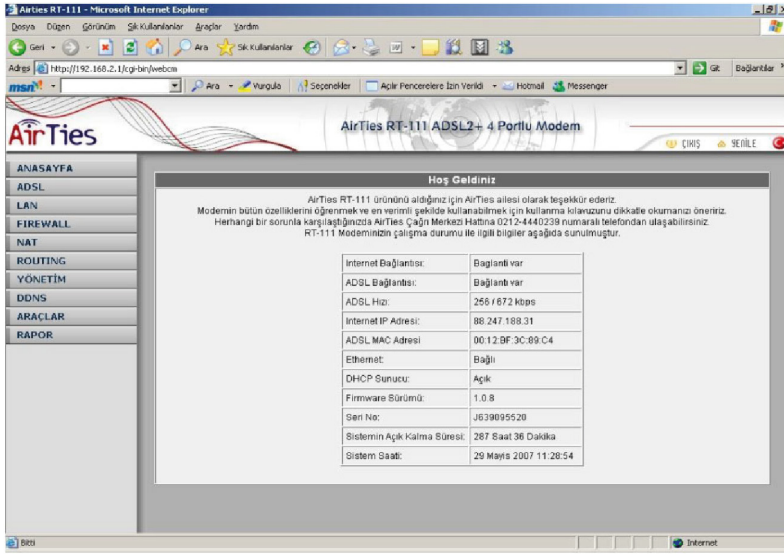 Airties RT-111 - Microsoft Internet Explorer
Dosya Düzen Görünüm Sık Kullanılanlar Araçlar Yardım
Geri Ara Sık Kullanılanlar
Adres http://192.168.2.1/cgi-bin/webcm Git Bağlantılar
msn Ara Vurgula Seçenekler Açılır Pencerelere İzin Verildi Hotmail Messenger
AirTies
AirTies RT-111 ADSL2+ 4 Portlu Modem
ÇIKIŞ YENİLE
ANASAYFA
ADSL
LAN
FIREWALL
NAT
ROUTING
YÖNETİM
DDNS
ARAÇLAR
RAPOR
Hoş Geldiniz
AirTies RT-111 ürününü aldığınız için AirTies ailesi olarak teşekkür ederiz.
Modemin bütün özelliklerini öğrenmek ve en verimli şekilde kullanabilmek için kullanma kılavuzunu dikkatle okumanızı öneririz.
Herhangi bir sorunla karşılaştığınızda AirTies Çağrı Merkezi Hattına 0212-4440239 numaralı telefondan ulaşabilirsiniz.
RT-111 Modeminizin çalışma durumu ile ilgili bilgiler aşağıda sunulmuştur.
Internet Bağlantısı: Baglanti var
ADSL Bağlantısı: Bağlantı var
ADSL Hızı: 256 / 672 kbps
Internet IP Adresi: 88.247.188.31
ADSL MAC Adresi 00:12:BF:3C:89:C4
Ethernet: Bağlı
DHCP Sunucu: Açık
Firmware Sürümü: 1.0.8
Seri No: J639095520
Sistemin Açık Kalma Süresi: 287 Saat 36 Dakika
Sistem Saati: 29 Mayis 2007 11:28:54
Bitti Internet